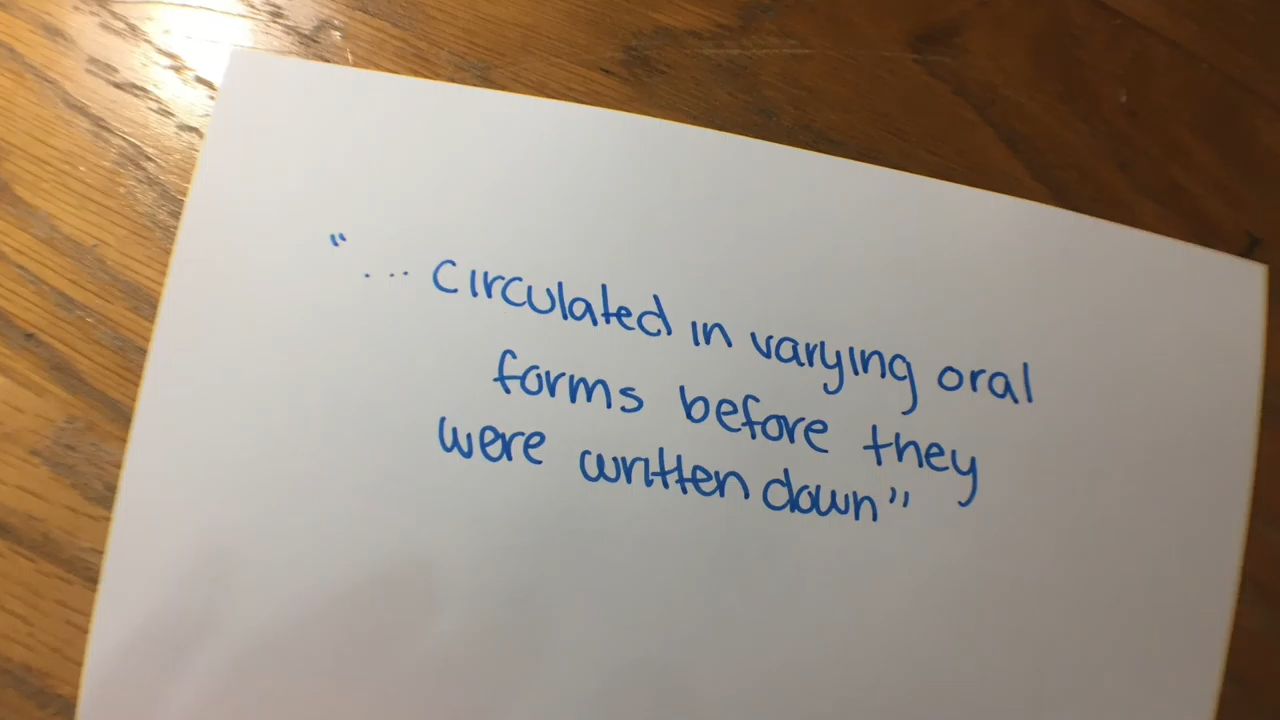 "... circulated in varying oral
forms before they
were written down"